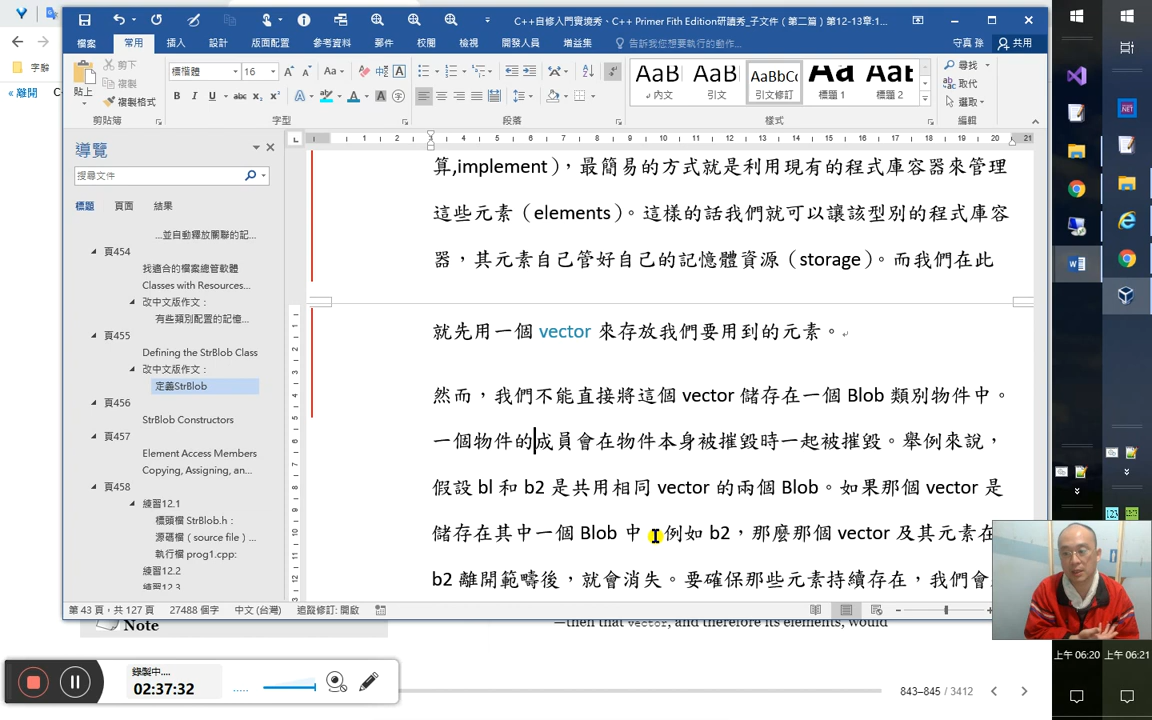 C++自修入門實境秀、C++ Primer Fith Edition研讀秀_子文件（第二篇）第12-13章:1...
檔案 常用 插入 設計 版面配置 參考資料 郵件 校閱 檢視 開發人員 增益集 告訴我您想要執行的動作... 守真 孫 共用
字齡
« 離開
貼上
剪下
複製
複製格式
剪貼簿
標楷體 16
字型
段落
AaBbC AaBbC AaBbCc Aa Aat
內文 引文 引文修訂 標題 1 標題 2
樣式
尋找
取代
選取
編輯
導覽
搜尋文件
標題 頁面 結果
...並自動釋放關聯的記...
頁454
找適合的檔案總管軟體
Classes with Resources...
改中文版作文：
有些類別配置的記憶...
頁455
Defining the StrBlob Class
改中文版作文：
定義StrBlob
頁456
StrBlob Constructors
頁457
Element Access Members
Copying, Assigning, an...
頁458
練習12.1
標頭檔 StrBlob.h：
源碼檔（source file）...
執行檔 prog1.cpp:
練習12.2
練習12.3
算,implement），最簡易的方式就是利用現有的程式庫容器來管理
這些元素（elements）。這樣的話我們就可以讓該型別的程式庫容
器，其元素自己管好自己的記憶體資源（storage）。而我們在此
就先用一個 vector 來存放我們要用到的元素。
然而，我們不能直接將這個 vector 儲存在一個 Blob 類別物件中。
一個物件的成員會在物件本身被摧毀時一起被摧毀。舉例來說，
假設 bl 和 b2 是共用相同 vector 的兩個 Blob。如果那個 vector 是
儲存在其中一個 Blob 中，例如 b2，那麼那個 vector 及其元素在
b2 離開範疇後，就會消失。要確保那些元素持續存在，我們會
第 43 頁，共 127 頁 27488 個字 中文 (台灣) 追蹤修訂: 開啟
Note
—then that vector, and therefore its elements, would
錄製中....
02:37:32
843–845 / 3412
上午 06:20 上午 06:21